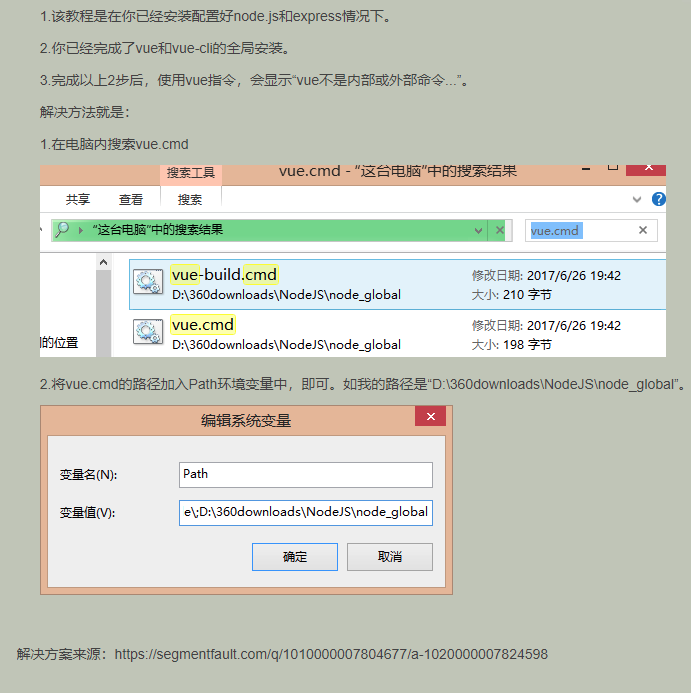 1.该教程是在你已经安装配置好node.js和express情况下。
2.你已经完成了vue和vue-cli的全局安装。
3.完成以上2步后，使用vue指令，会显示“vue不是内部或外部命令...”。
解决方法就是：
1.在电脑内搜索vue.cmd
搜索工具
vue.cmd - “这台电脑”中的搜索结果
共享 查看 搜索
“这台电脑”中的搜索结果
vue.cmd
vue-build.cmd
修改日期: 2017/6/26 19:42
D:\360downloads\NodeJS\node_global
大小: 210 字节
vue.cmd
修改日期: 2017/6/26 19:42
的位置
D:\360downloads\NodeJS\node_global
大小: 198 字节
2.将vue.cmd的路径加入Path环境变量中，即可。如我的路径是“D:\360downloads\NodeJS\node_global”。
编辑系统变量
变量名(N): Path
变量值(V): e\;D:\360downloads\NodeJS\node_global
确定 取消
解决方案来源：https://segmentfault.com/q/1010000007804677/a-1020000007824598